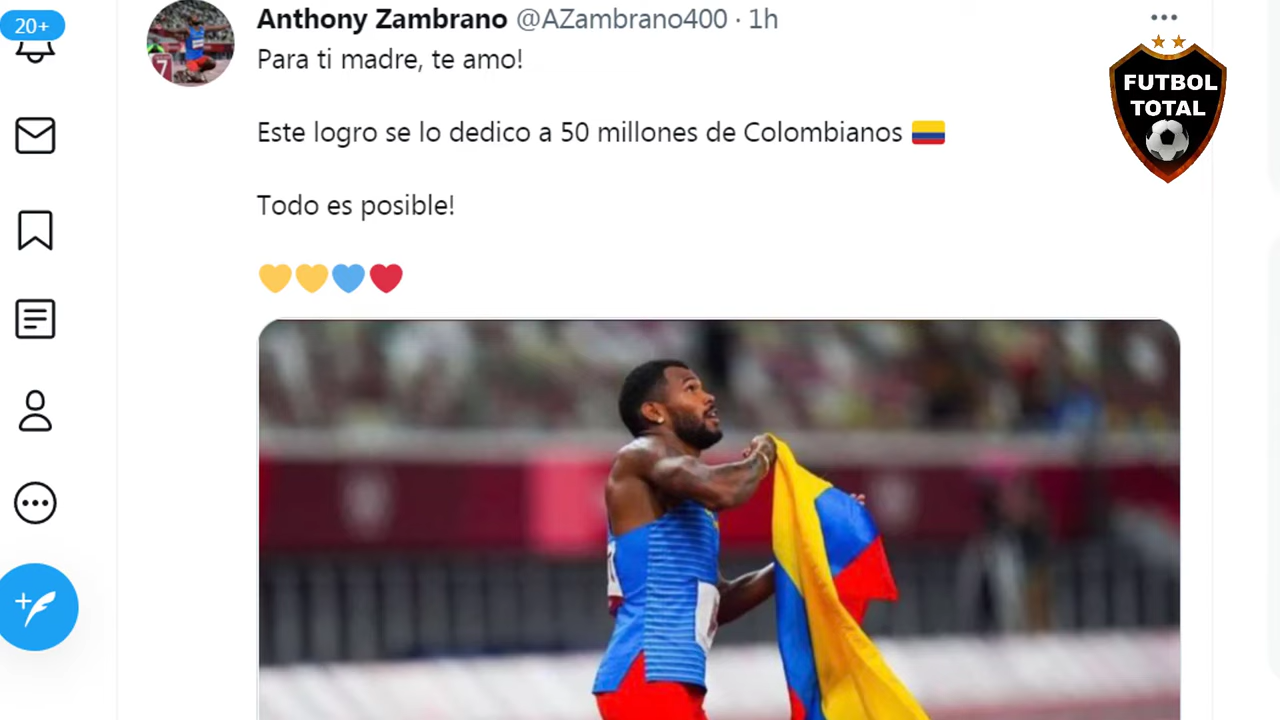 20+
Anthony Zambrano @AZambrano400 · 1h
Para ti madre, te amo!
FUTBOL
TOTAL
Este logro se lo dedico a 50 millones de Colombianos 🇨🇴
Todo es posible!
💛💛💙❤️
7